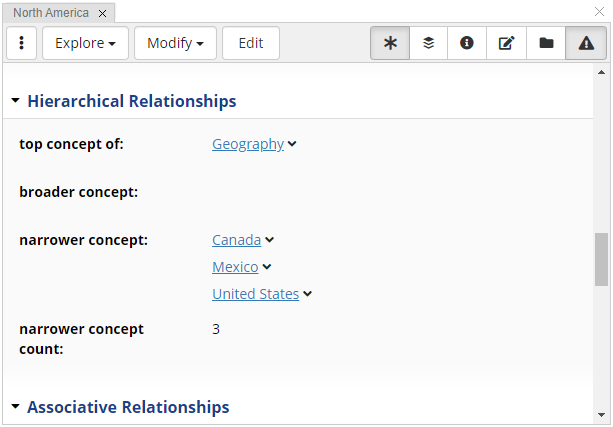 North America
Explore Modify Edit
Hierarchical Relationships
top concept of: Geography
broader concept:
narrower concept: Canada
Mexico
United States
narrower concept 3
count:
Associative Relationships